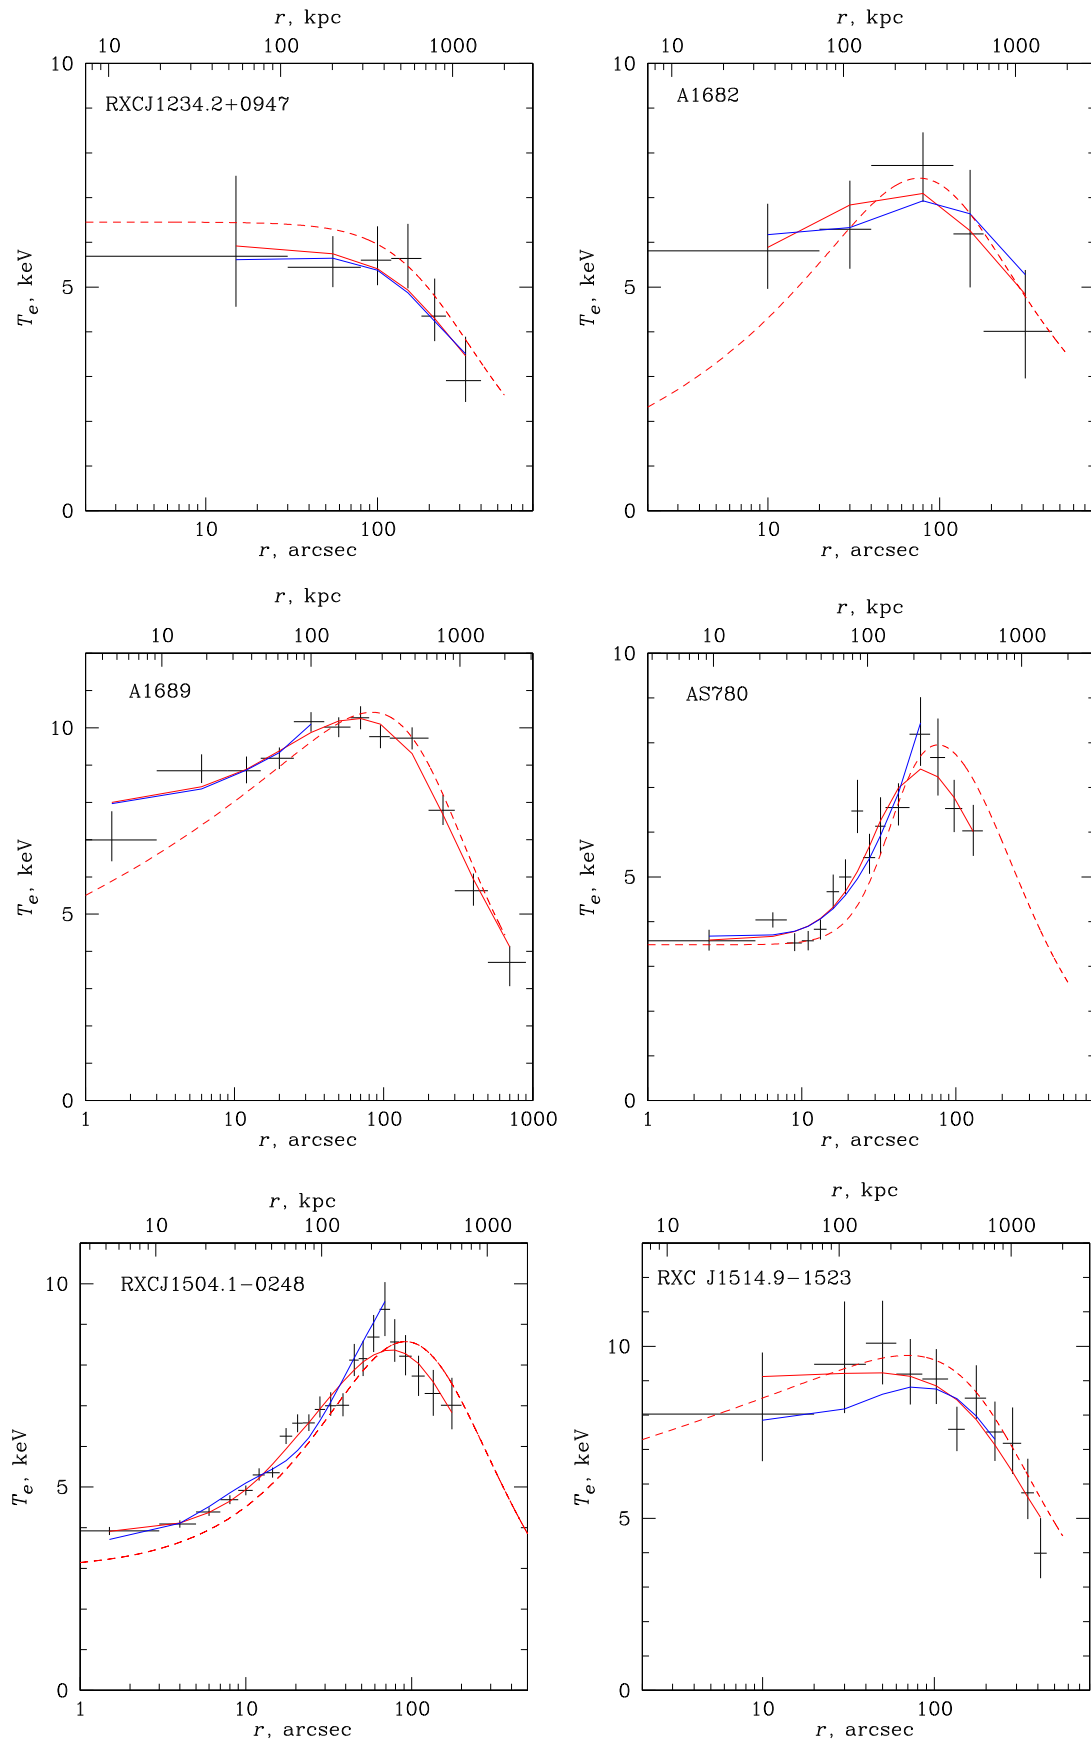 r, kpc
10 100 1000
10
RXCJ1234.2+0947
5
T_e, keV
0
10 100
r, arcsec
r, kpc
10 100 1000
10
A1682
5
T_e, keV
0
10 100
r, arcsec
r, kpc
10 100 1000
A1689
10
T_e, keV
5
0
1 10 100 1000
r, arcsec
r, kpc
10 100 1000
10
AS780
5
T_e, keV
0
1 10 100
r, arcsec
r, kpc
10 100 1000
10
RXCJ1504.1−0248
5
T_e, keV
0
1 10 100
r, arcsec
r, kpc
10 100 1000
RXC J1514.9−1523
10
T_e, keV
5
0
10 100
r, arcsec